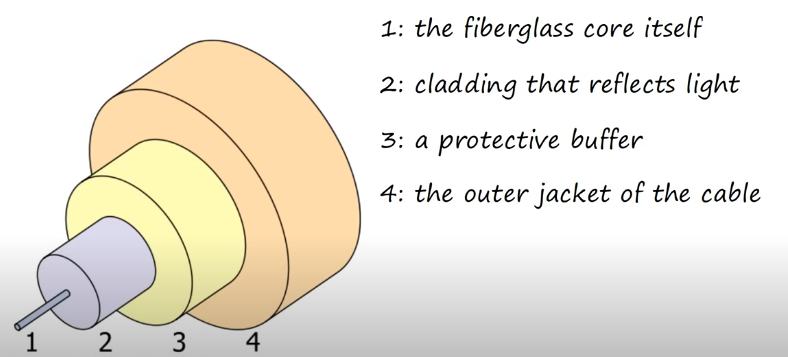 1: the fiberglass core itself
2: cladding that reflects light
3: a protective buffer
4: the outer jacket of the cable
1 2 3 4